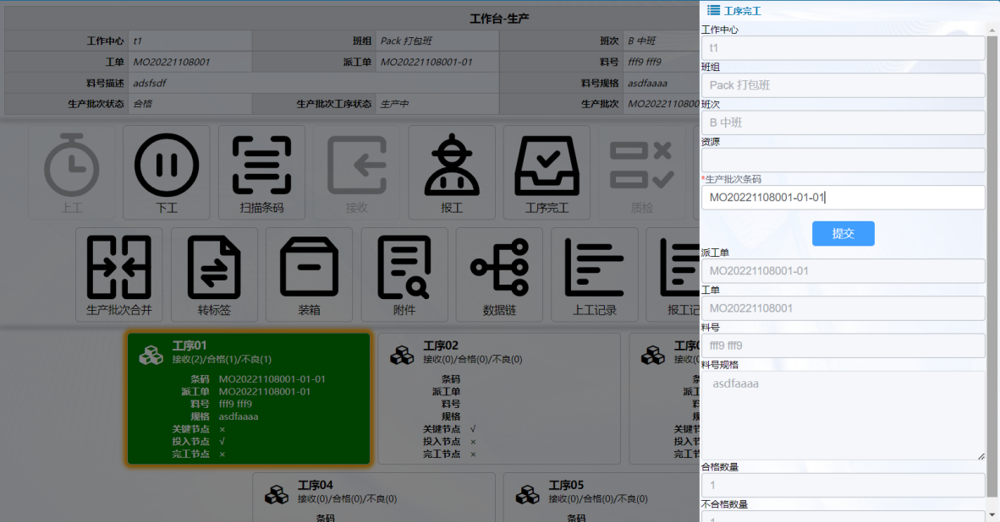 工作台-生产
工作中心 t1 班组 Pack 打包班 班次 B 中班
工单 MO20221108001 派工单 MO20221108001-01 料号 fff9 fff9
料号描述 adsfsdf 料号规格 asdfaaaa
生产批次状态 合格 生产批次工序状态 生产中 生产批次 MO2022110800
上工 下工 扫描条码 接收 报工 工序完工 质检
生产批次合并 转标签 装箱 附件 数据链 上工记录 报工记
工序01
接收(2)/合格(1)/不良(1)
条码 MO20221108001-01-01
派工单 MO20221108001-01
料号 fff9 fff9
规格 asdfaaaa
关键节点 ×
投入节点 √
完工节点 ×
工序02
接收(0)/合格(0)/不良(0)
条码
派工单
料号
规格
关键节点 √
投入节点 ×
完工节点 ×
工序
接收(
派工
料
规
关键
投入
完工
工序04
接收(0)/合格(0)/不良(0)
条码
工序05
接收(0)/合格(0)/不良(0)
条码
工序完工
工作中心
t1
班组
Pack 打包班
班次
B 中班
资源
*生产批次条码
MO20221108001-01-01
提交
派工单
MO20221108001-01
工单
MO20221108001
料号
fff9 fff9
料号规格
asdfaaaa
合格数量
1
不合格数量